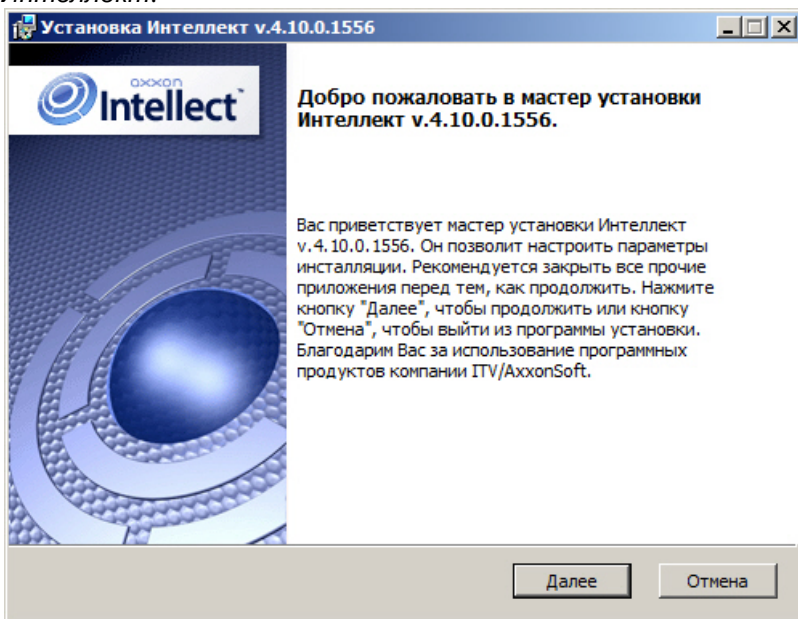 Интеллект.
Установка Интеллект v.4.10.0.1556
axxon
Intellect
Добро пожаловать в мастер установки
Интеллект v.4.10.0.1556.
Вас приветствует мастер установки Интеллект
v.4.10.0.1556. Он позволит настроить параметры
инсталляции. Рекомендуется закрыть все прочие
приложения перед тем, как продолжить. Нажмите
кнопку "Далее", чтобы продолжить или кнопку
"Отмена", чтобы выйти из программы установки.
Благодарим Вас за использование программных
продуктов компании ITV/AxxonSoft.
Далее
Отмена